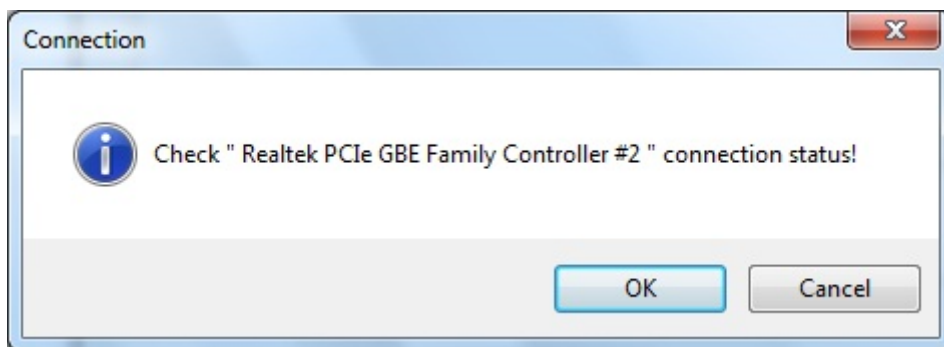 Connection
Check " Realtek PCIe GBE Family Controller #2 " connection status!
OK
Cancel